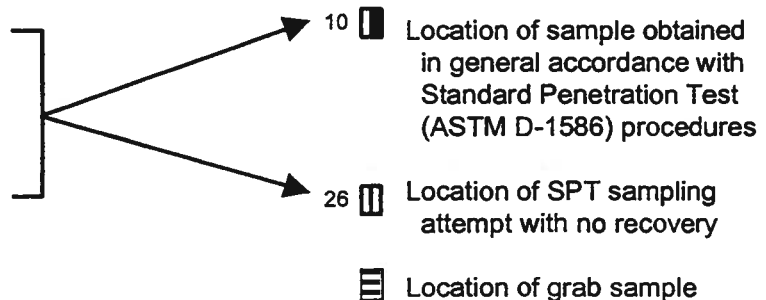 10 Location of sample obtained
in general accordance with
Standard Penetration Test
(ASTM D-1586) procedures
26 Location of SPT sampling
attempt with no recovery
Location of grab sample